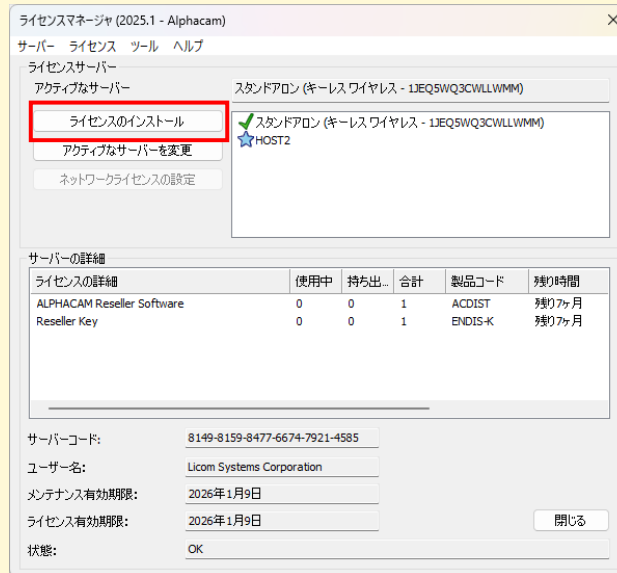 ライセンスマネージャ (2025.1 - Alphacam)
サーバー ライセンス ツール ヘルプ
ライセンスサーバー
アクティブなサーバー スタンドアロン (キーレス ワイヤレス - 1JEQ5WQ3CWLLWMM)
ライセンスのインストール
スタンドアロン (キーレス ワイヤレス - 1JEQ5WQ3CWLLWMM)
アクティブなサーバーを変更
HOST2
ネットワークライセンスの設定
サーバーの詳細
ライセンスの詳細 使用中 持ち出... 合計 製品コード 残り時間
ALPHACAM Reseller Software 0 0 1 ACDIST 残り7ヶ月
Reseller Key 0 0 1 ENDIS-K 残り7ヶ月
サーバーコード: 8149-8159-8477-6674-7921-4585
ユーザー名: Licom Systems Corporation
メンテナンス有効期限: 2026年1月9日
ライセンス有効期限: 2026年1月9日
閉じる
状態: OK